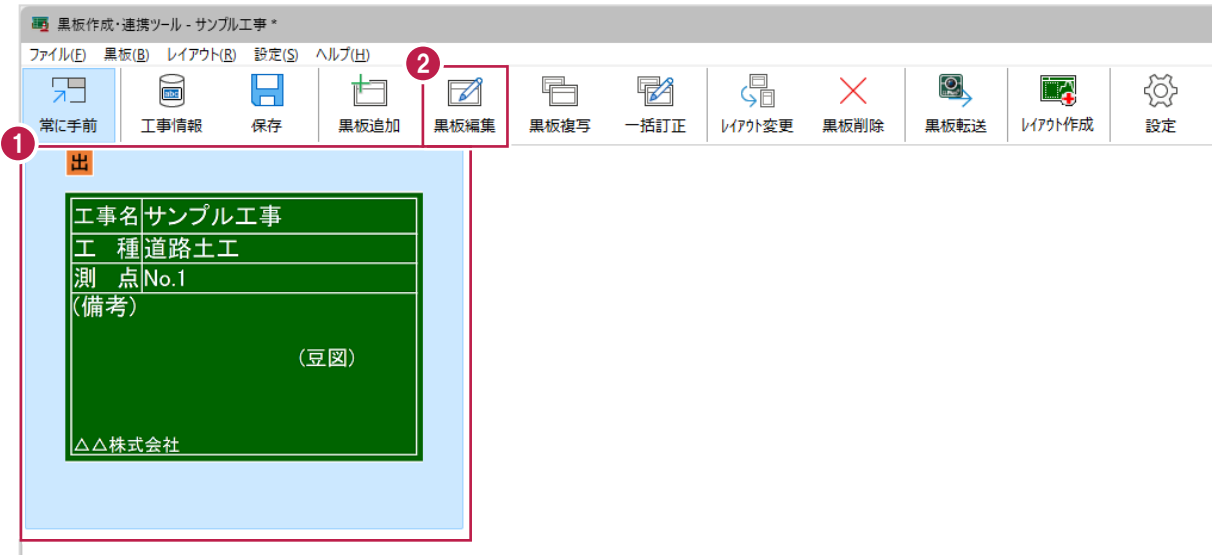 黒板作成・連携ツール - サンプル工事 *
ファイル(F) 黒板(B) レイアウト(R) 設定(S) ヘルプ(H)
2
常に手前 工事情報 保存 黒板追加 黒板編集 黒板複写 一括訂正 ﾚｲｱｳﾄ変更 黒板削除 黒板転送 ﾚｲｱｳﾄ作成 設定
1
出
工事名 サンプル工事
工 種 道路土工
測 点 No.1
(備考)
(豆図)
△△株式会社